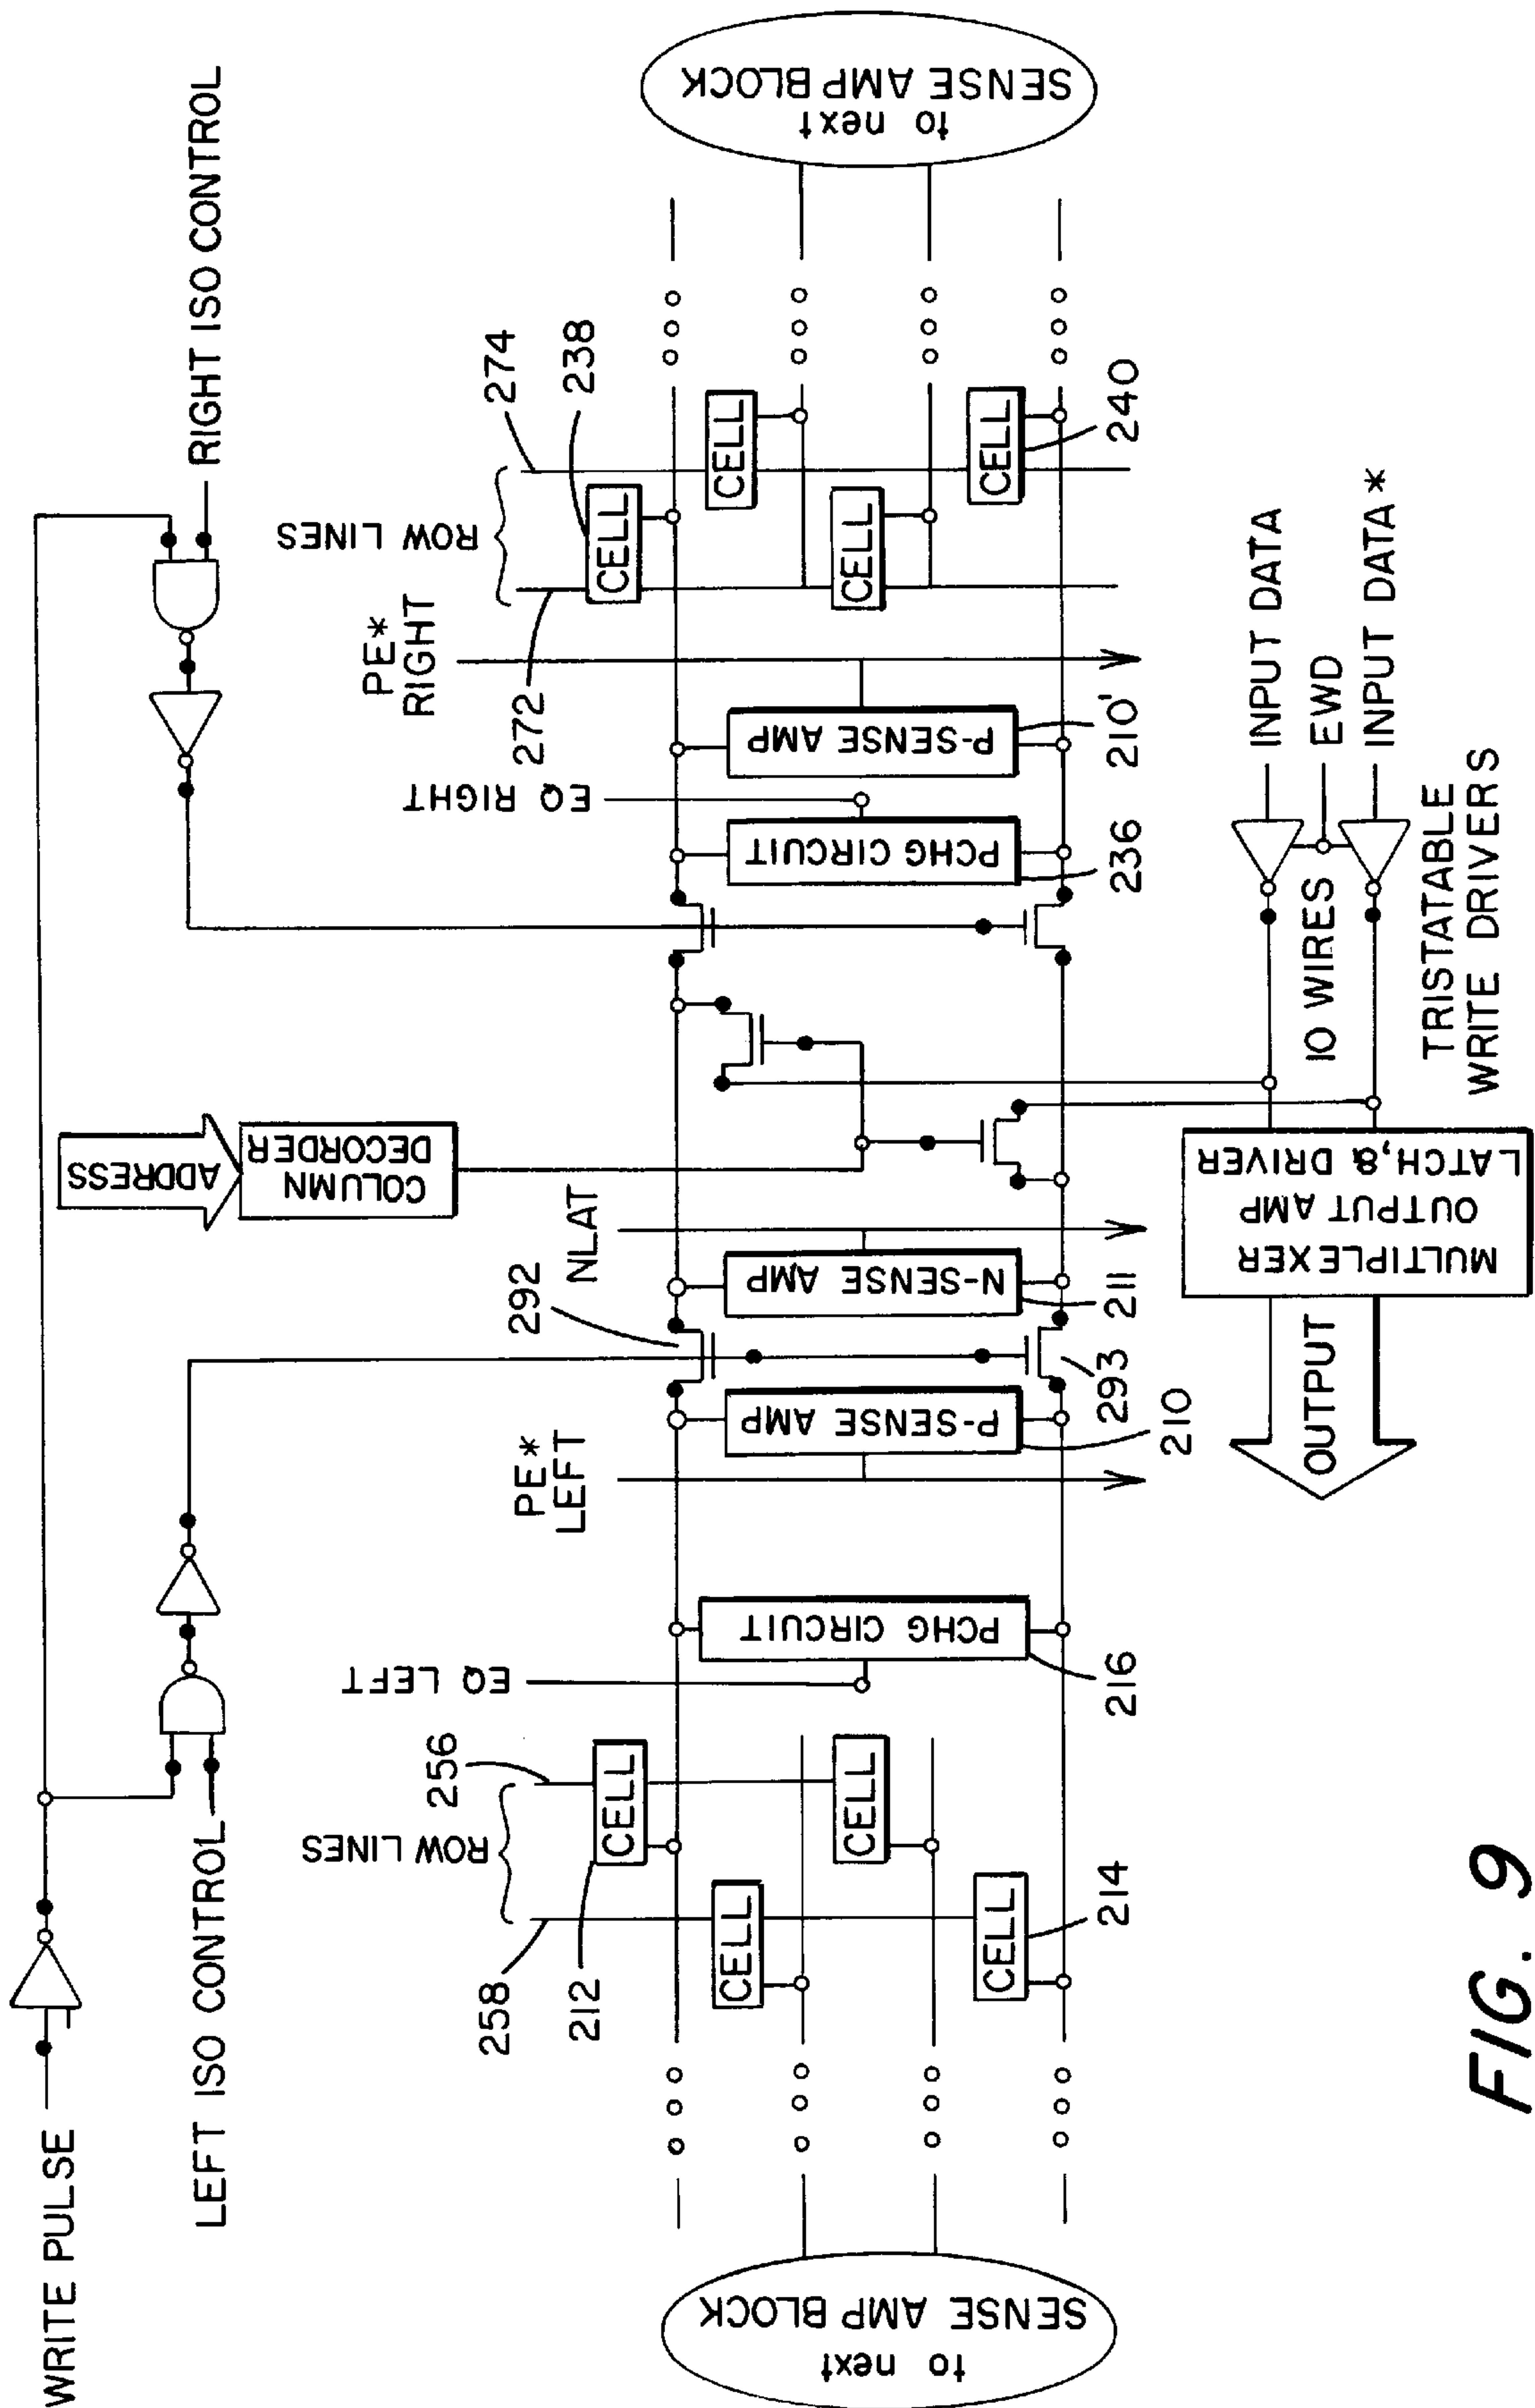 WRITE PULSE
LEFT ISO CONTROL
RIGHT ISO CONTROL
ADDRESS
COLUMN
DECORDER
ROW LINES
258
256
212
EQ LEFT
PE*
LEFT
292
NLAT
EQ RIGHT
PE*
RIGHT
272
ROW LINES
274
238
to next
SENSE AMP BLOCK
CELL
CELL
CELL
CELL
214
PCHG CIRCUIT
216
P-SENSE AMP
210
293
N-SENSE AMP
211
PCHG CIRCUIT
236
P-SENSE AMP
210'
CELL
CELL
CELL
CELL
240
to next
SENSE AMP BLOCK
OUTPUT
MULTIPLEXER
OUTPUT AMP
LATCH,& DRIVER
IO WIRES
TRISTATABLE
WRITE DRIVERS
INPUT DATA
EWD
INPUT DATA*
FIG. 9